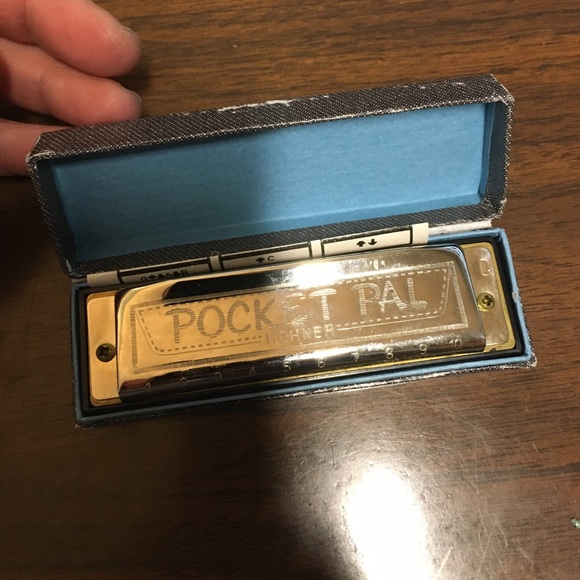 ↑C
↑↓
POCKET PAL
HOHNER
1 2 3 4 5 6 7 8 9 10